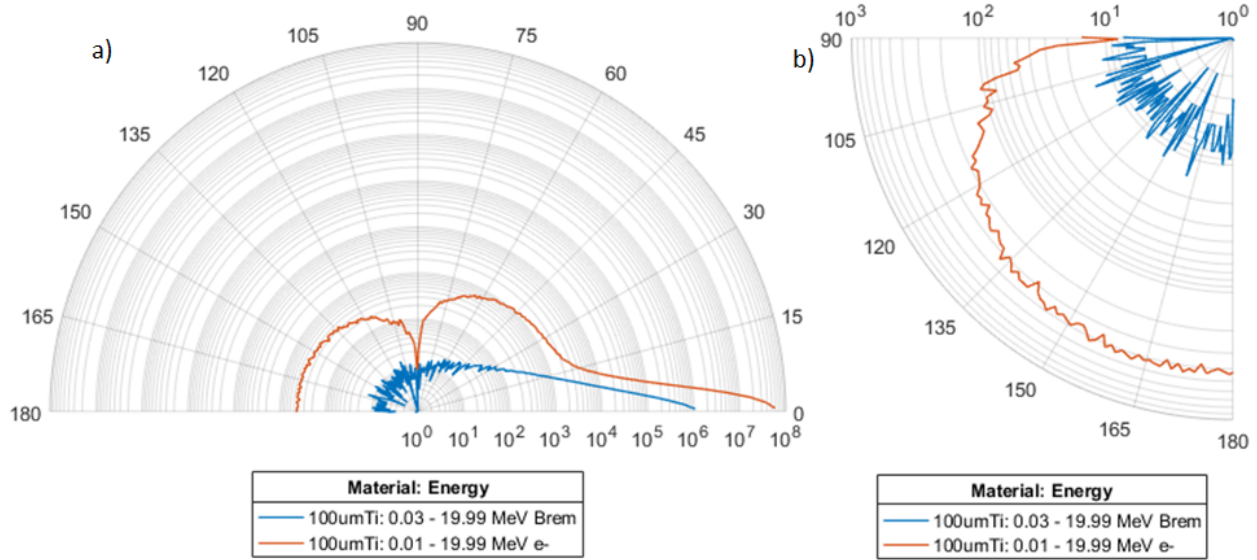 a)
90
105
75
120
60
135
45
150
30
165
15
180
0
10^0 10^1 10^2 10^3 10^4 10^5 10^6 10^7 10^8
Material: Energy
100umTi: 0.03 - 19.99 MeV Brem
100umTi: 0.01 - 19.99 MeV e-
b)
10^3 10^2 10^1 10^0
90
105
120
135
150
165
180
Material: Energy
100umTi: 0.03 - 19.99 MeV Brem
100umTi: 0.01 - 19.99 MeV e-